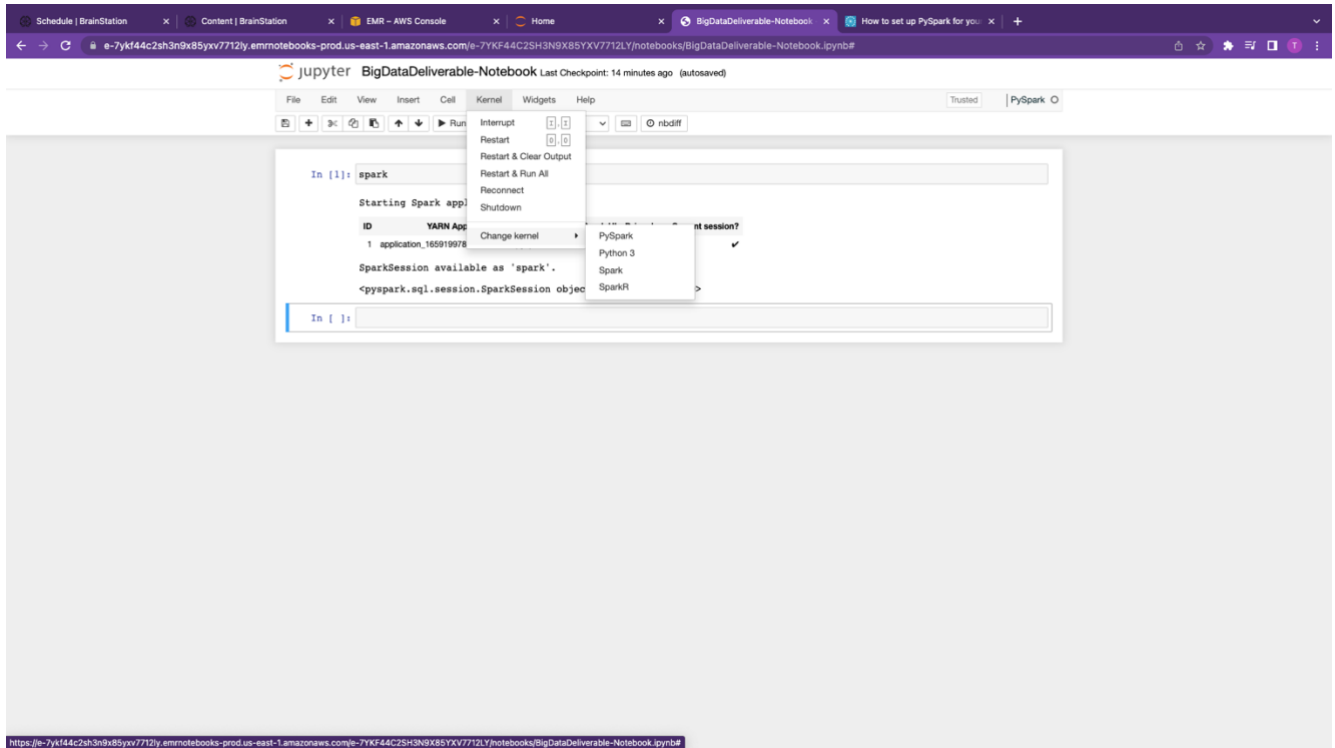 Schedule | BrainStation
Content | BrainStation
EMR – AWS Console
Home
BigDataDeliverable-Notebook
How to set up PySpark for your
e-7ykf44c2sh3n9x85yxv7712ly.emrnotebooks-prod.us-east-1.amazonaws.com/e-7YKF44C2SH3N9X85YXV7712LY/notebooks/BigDataDeliverable-Notebook.ipynb#
T
jupyter BigDataDeliverable-Notebook Last Checkpoint: 14 minutes ago (autosaved)
File Edit View Insert Cell Kernel Widgets Help
Trusted PySpark
Run
nbdiff
Interrupt I,I
Restart 0,0
Restart & Clear Output
Restart & Run All
Reconnect
Shutdown
Change kernel
PySpark
Python 3
Spark
SparkR
In [1]: spark
Starting Spark appl
ID YARN App nt session?
1 application_165919978 ✔
SparkSession available as 'spark'.
<pyspark.sql.session.SparkSession objec >
In [ ]:
https://e-7ykf44c2sh3n9x85yxv7712ly.emrnotebooks-prod.us-east-1.amazonaws.com/e-7YKF44C2SH3N9X85YXV7712LY/notebooks/BigDataDeliverable-Notebook.ipynb#